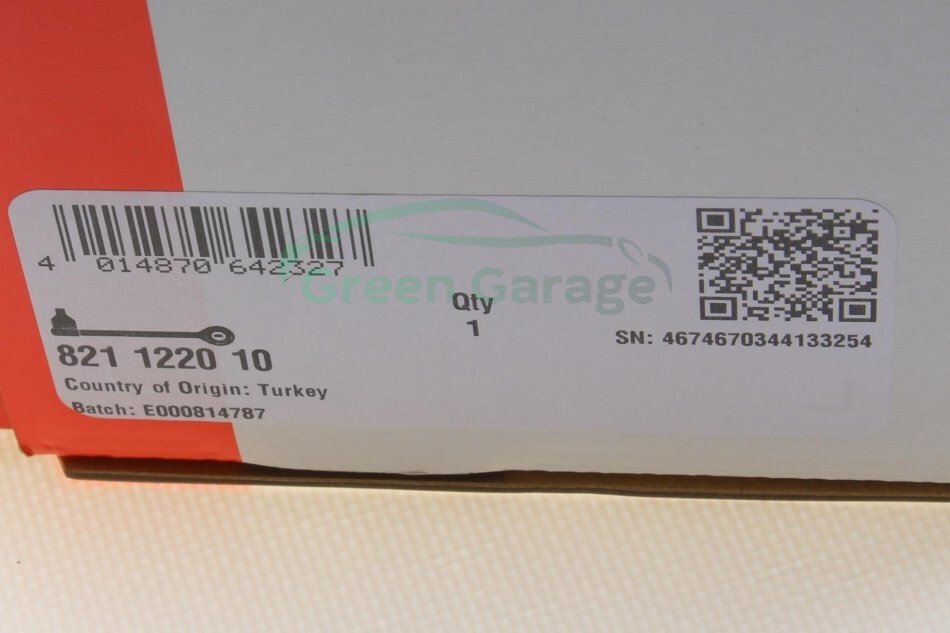 4 014870 642327
Green Garage
Qty
1
SN: 4674670344133254
821 1220 10
Country of Origin: Turkey
Batch: E000814787